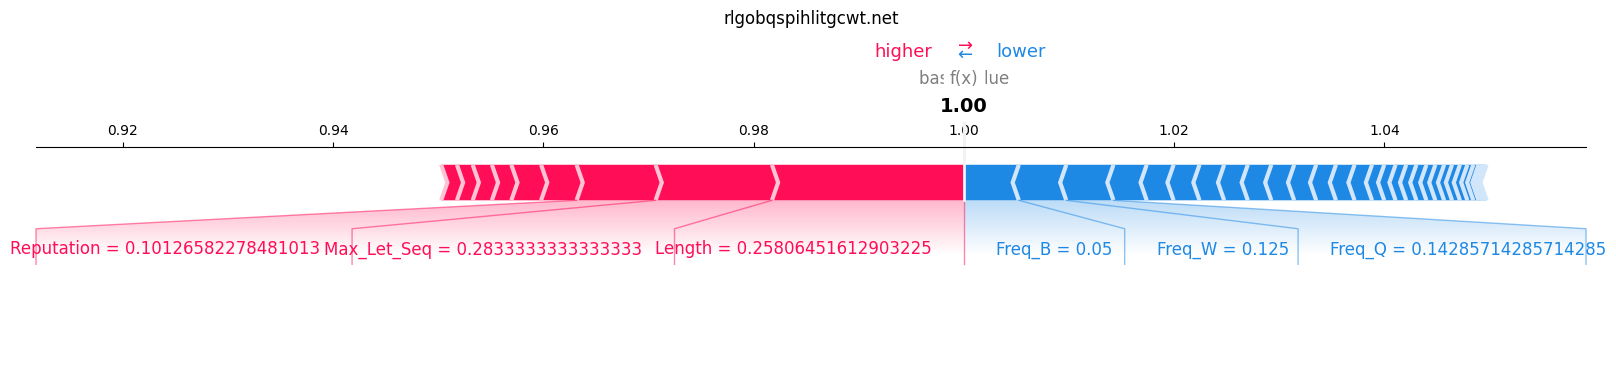 rlgobqspihlitgcwt.net
higher → ← lower
bas f(x) lue
1.00
0.92 0.94 0.96 0.98 1.00 1.02 1.04
Reputation = 0.10126582278481013 Max_Let_Seq = 0.2833333333333333 Length = 0.25806451612903225 Freq_B = 0.05 Freq_W = 0.125 Freq_Q = 0.14285714285714285